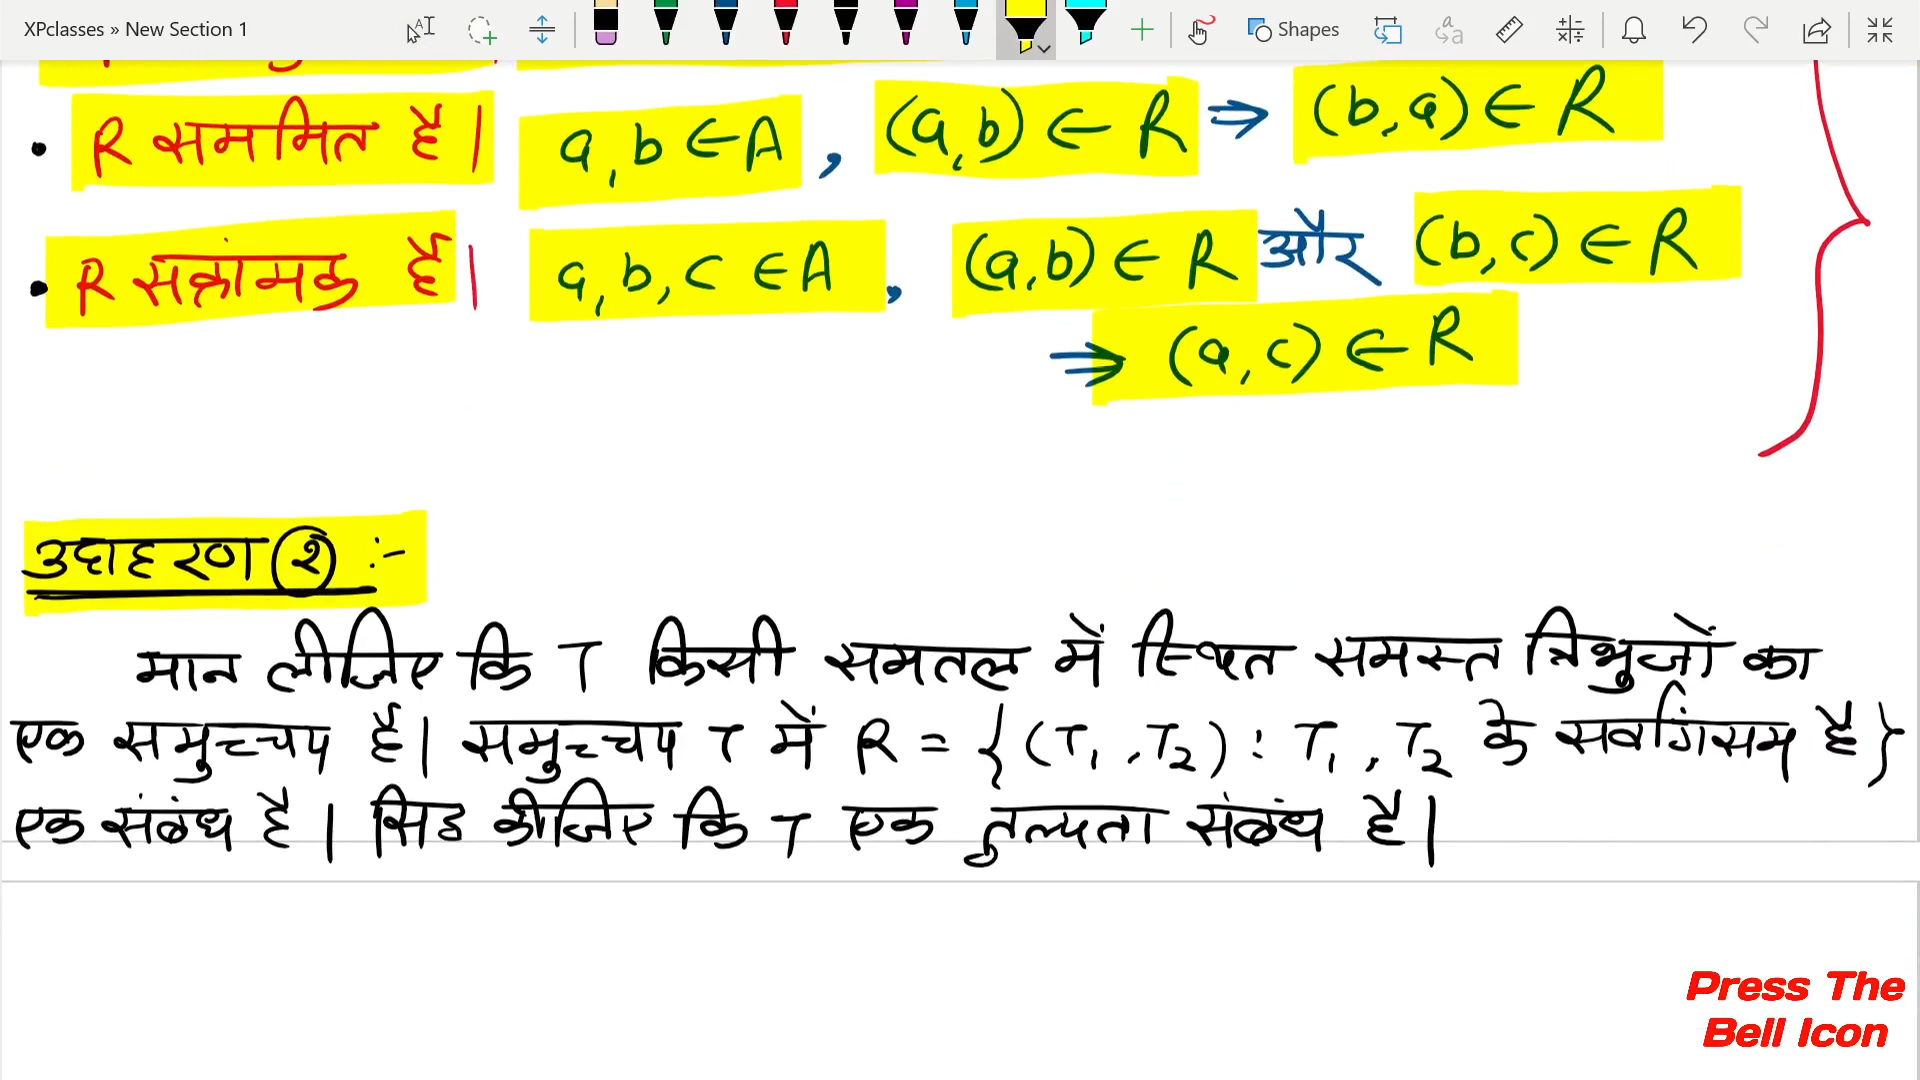 XPclasses » New Section 1
Shapes
• R सममित है| a, b ∈ A , (a, b) ∈ R ⇒ (b, a) ∈ R
• R संक्रामक है| a, b, c ∈ A , (a, b) ∈ R और (b, c) ∈ R
⇒ (a, c) ∈ R
उदाहरण २ :-
मान लीजिए कि T किसी समतल में स्थित समस्त त्रिभुजों का
एक समुच्चय है| समुच्चय T में R = {(T₁ , T₂) : T₁ , T₂ के सर्वांगसम है}
एक संबंध है| सिद्ध कीजिए कि T एक तुल्यता संबंध है|
Press The
Bell Icon